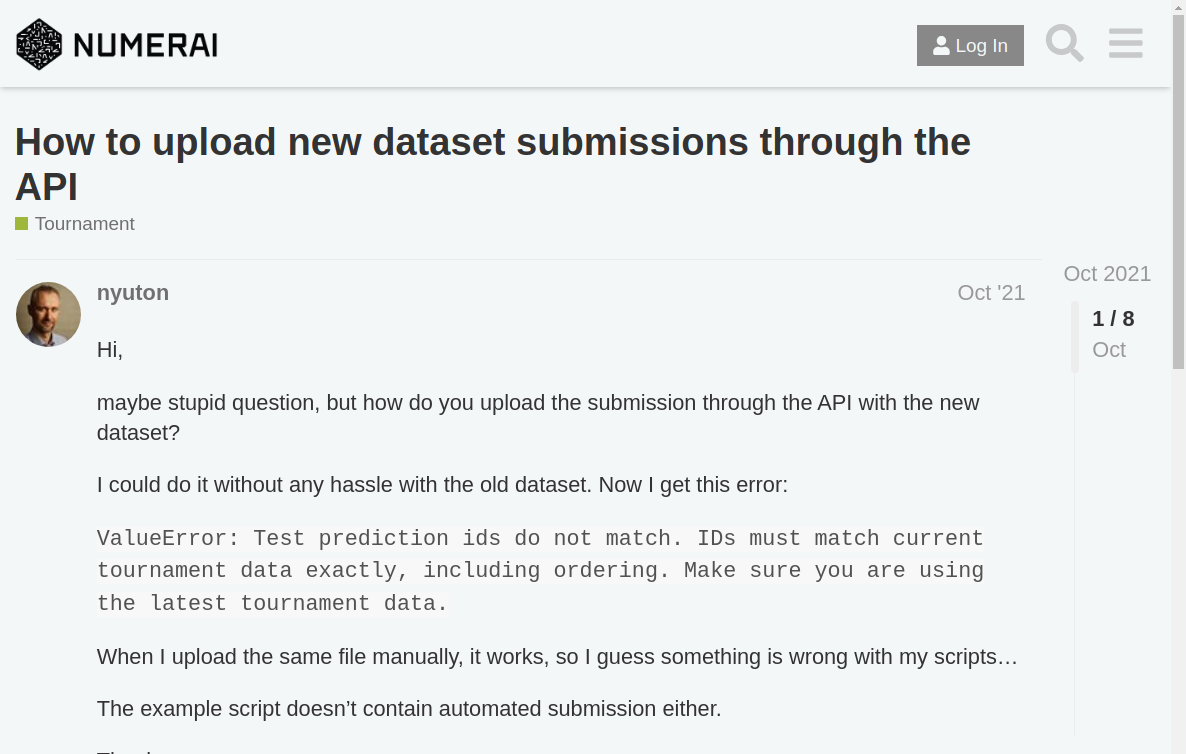 NUMERAI
Log In
How to upload new dataset submissions through the
API
Tournament
Oct 2021
nyuton
Oct '21
1 / 8
Oct
Hi,
maybe stupid question, but how do you upload the submission through the API with the new
dataset?
I could do it without any hassle with the old dataset. Now I get this error:
ValueError: Test prediction ids do not match. IDs must match current
tournament data exactly, including ordering. Make sure you are using
the latest tournament data.
When I upload the same file manually, it works, so I guess something is wrong with my scripts…
The example script doesn’t contain automated submission either.